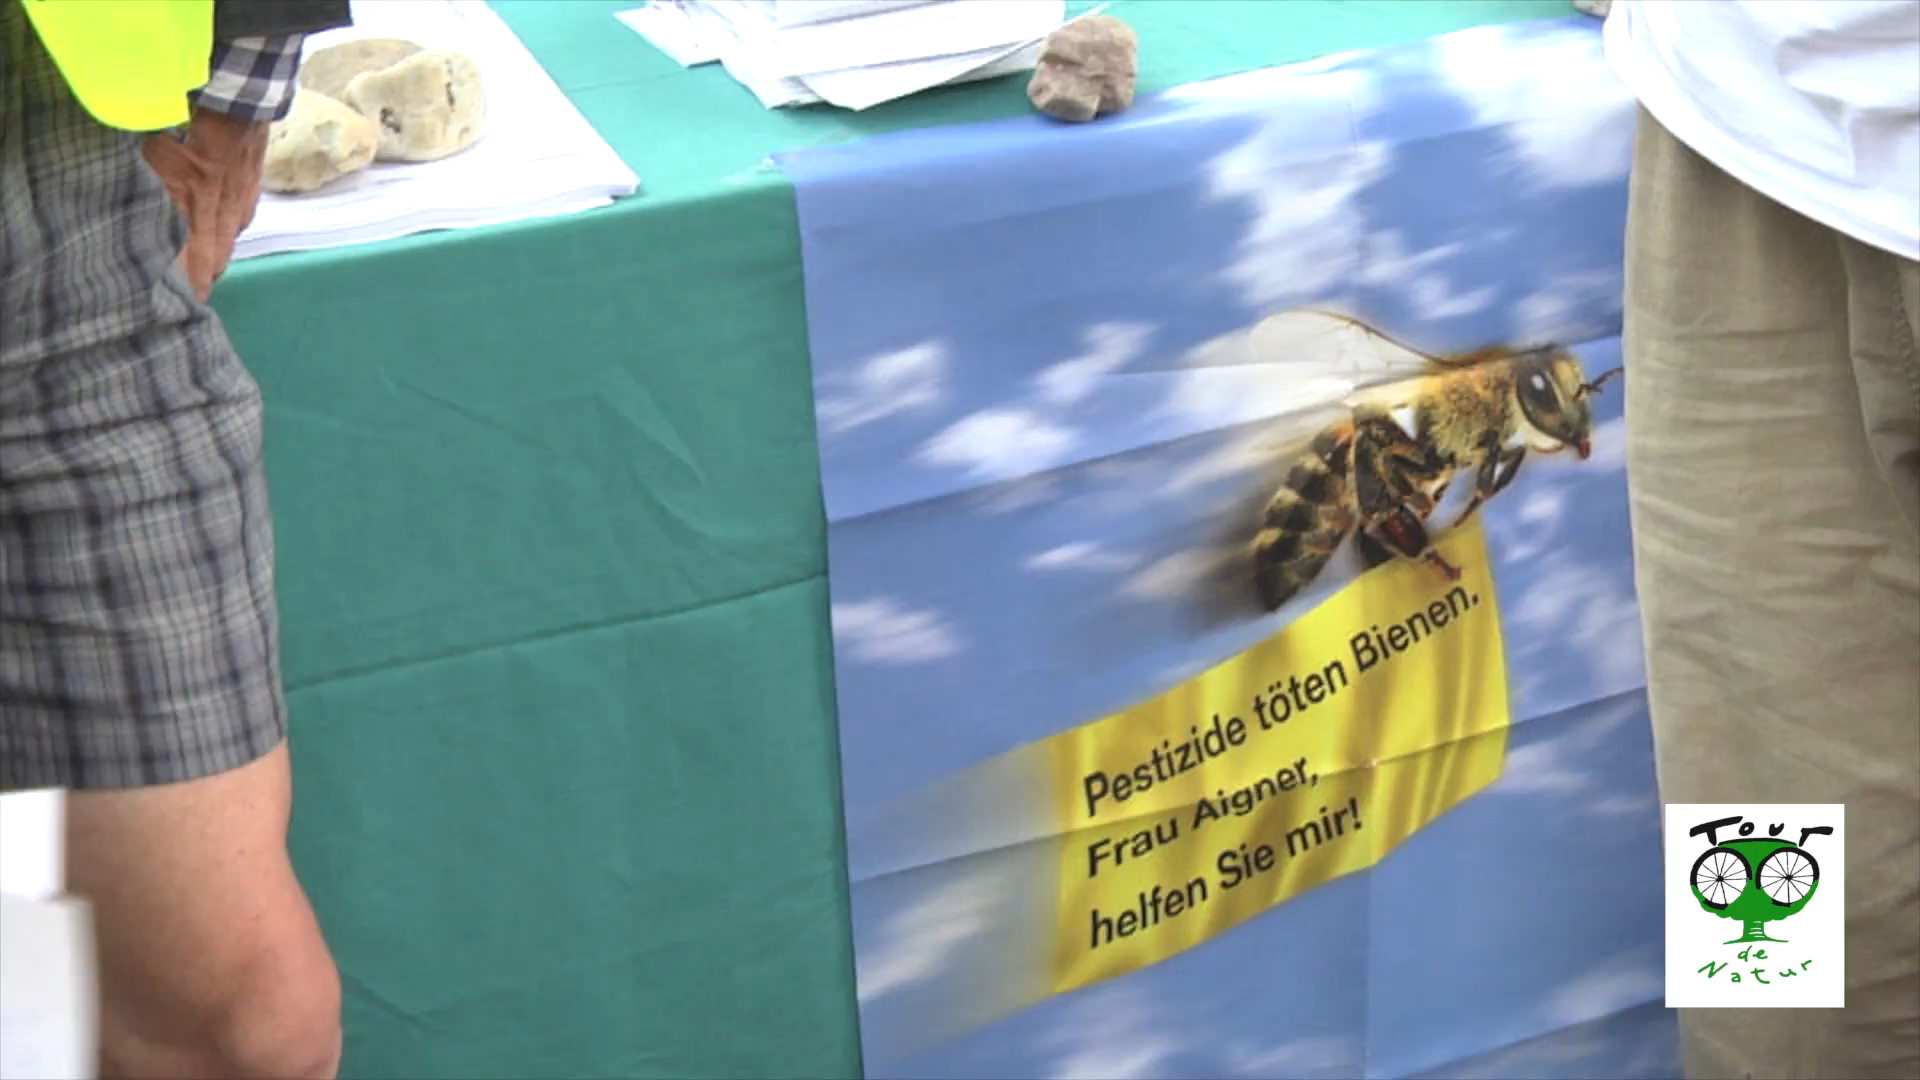 Pestizide töten Bienen.
Frau Aigner,
helfen Sie mir!
Tour
de
Natur